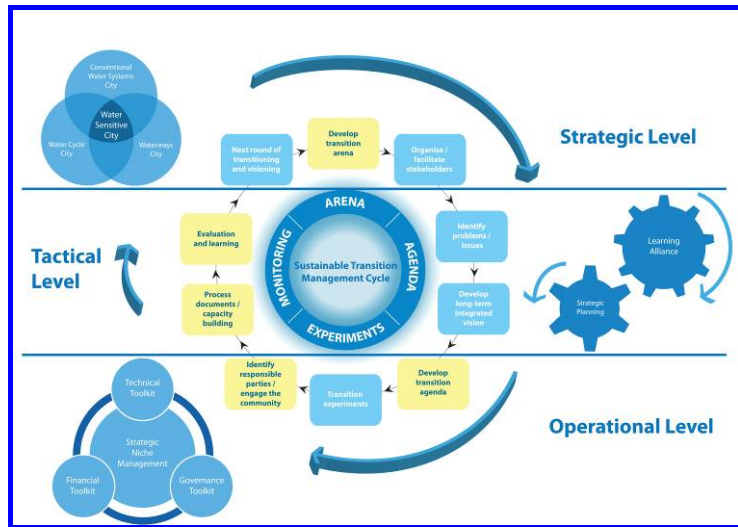 Conventional
Water Systems
City
Water
Sensitive
City
Water Cycle
City
Waterways
City
Next round of
transitioning
and visioning
Develop
transition
arena
Organise /
facilitate
stakeholders
Strategic Level
Tactical
Level
Evaluation
and learning
Process
documents /
capacity
building
Identify
responsible
parties /
engage the
community
Transition
experiments
Develop
transition
agenda
Develop
long-term
integrated
vision
Identify
problems /
issues
ARENA
AGENDA
EXPERIMENTS
MONITORING
Sustainable Transition
Management Cycle
Learning
Alliance
Strategic
Planning
Operational Level
Technical
Toolkit
Strategic
Niche
Management
Financial
Toolkit
Governance
Toolkit